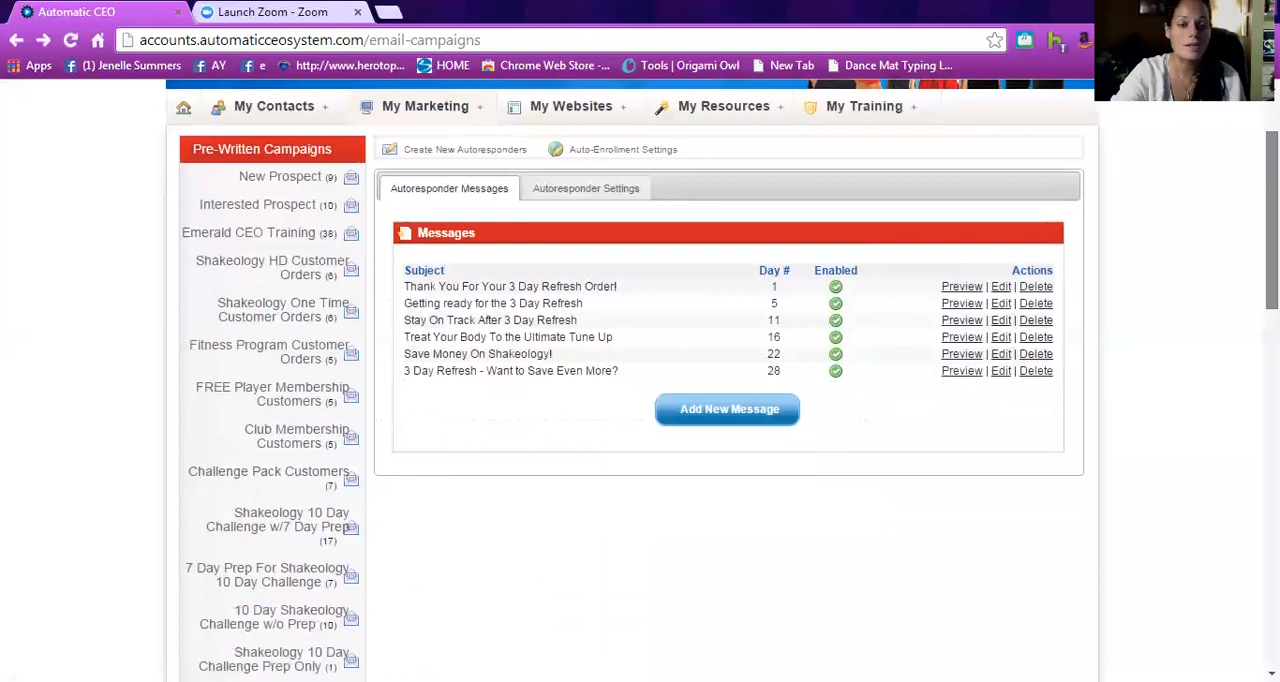 Automatic CEO × Launch Zoom - Zoom ×
accounts.automaticceosystem.com/email-campaigns
Apps (1) Jenelle Summers AY e http://www.herotop... HOME Chrome Web Store -... Tools | Origami Owl New Tab Dance Mat Typing L...
My Contacts + My Marketing + My Websites + My Resources + My Training +
Pre-Written Campaigns
Create New Autoresponders Auto-Enrollment Settings
New Prospect (9)
Autoresponder Messages Autoresponder Settings
Interested Prospect (10)
Emerald CEO Training (38)
Messages
Shakeology HD Customer
Orders (6)
Subject Day # Enabled Actions
Thank You For Your 3 Day Refresh Order! 1 Preview | Edit | Delete
Getting ready for the 3 Day Refresh 5 Preview | Edit | Delete
Stay On Track After 3 Day Refresh 11 Preview | Edit | Delete
Treat Your Body To the Ultimate Tune Up 16 Preview | Edit | Delete
Save Money On Shakeology! 22 Preview | Edit | Delete
3 Day Refresh - Want to Save Even More? 28 Preview | Edit | Delete
Add New Message
Shakeology One Time
Customer Orders (6)
Fitness Program Customer
Orders (5)
FREE Player Membership
Customers (5)
Club Membership
Customers (5)
Challenge Pack Customers
(7)
Shakeology 10 Day
Challenge w/7 Day Prep
(17)
7 Day Prep For Shakeology
10 Day Challenge (7)
10 Day Shakeology
Challenge w/o Prep (10)
Shakeology 10 Day
Challenge Prep Only (1)